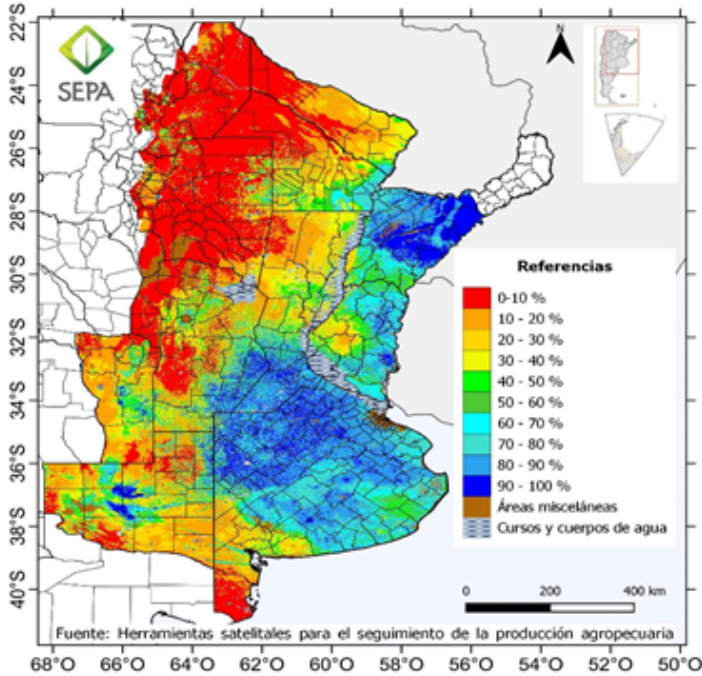 22°S
24°S
26°S
28°S
30°S
32°S
34°S
36°S
38°S
40°S
SEPA
N
Referencias
0-10 %
10 - 20 %
20 - 30 %
30 - 40 %
40 - 50 %
50 - 60 %
60 - 70 %
70 - 80 %
80 - 90 %
90 - 100 %
Áreas misceláneas
Cursos y cuerpos de agua
0 200 400 km
Fuente: Herramientas satelitales para el seguimiento de la producción agropecuaria
68°O 66°O 64°O 62°O 60°O 58°O 56°O 54°O 52°O 50°O